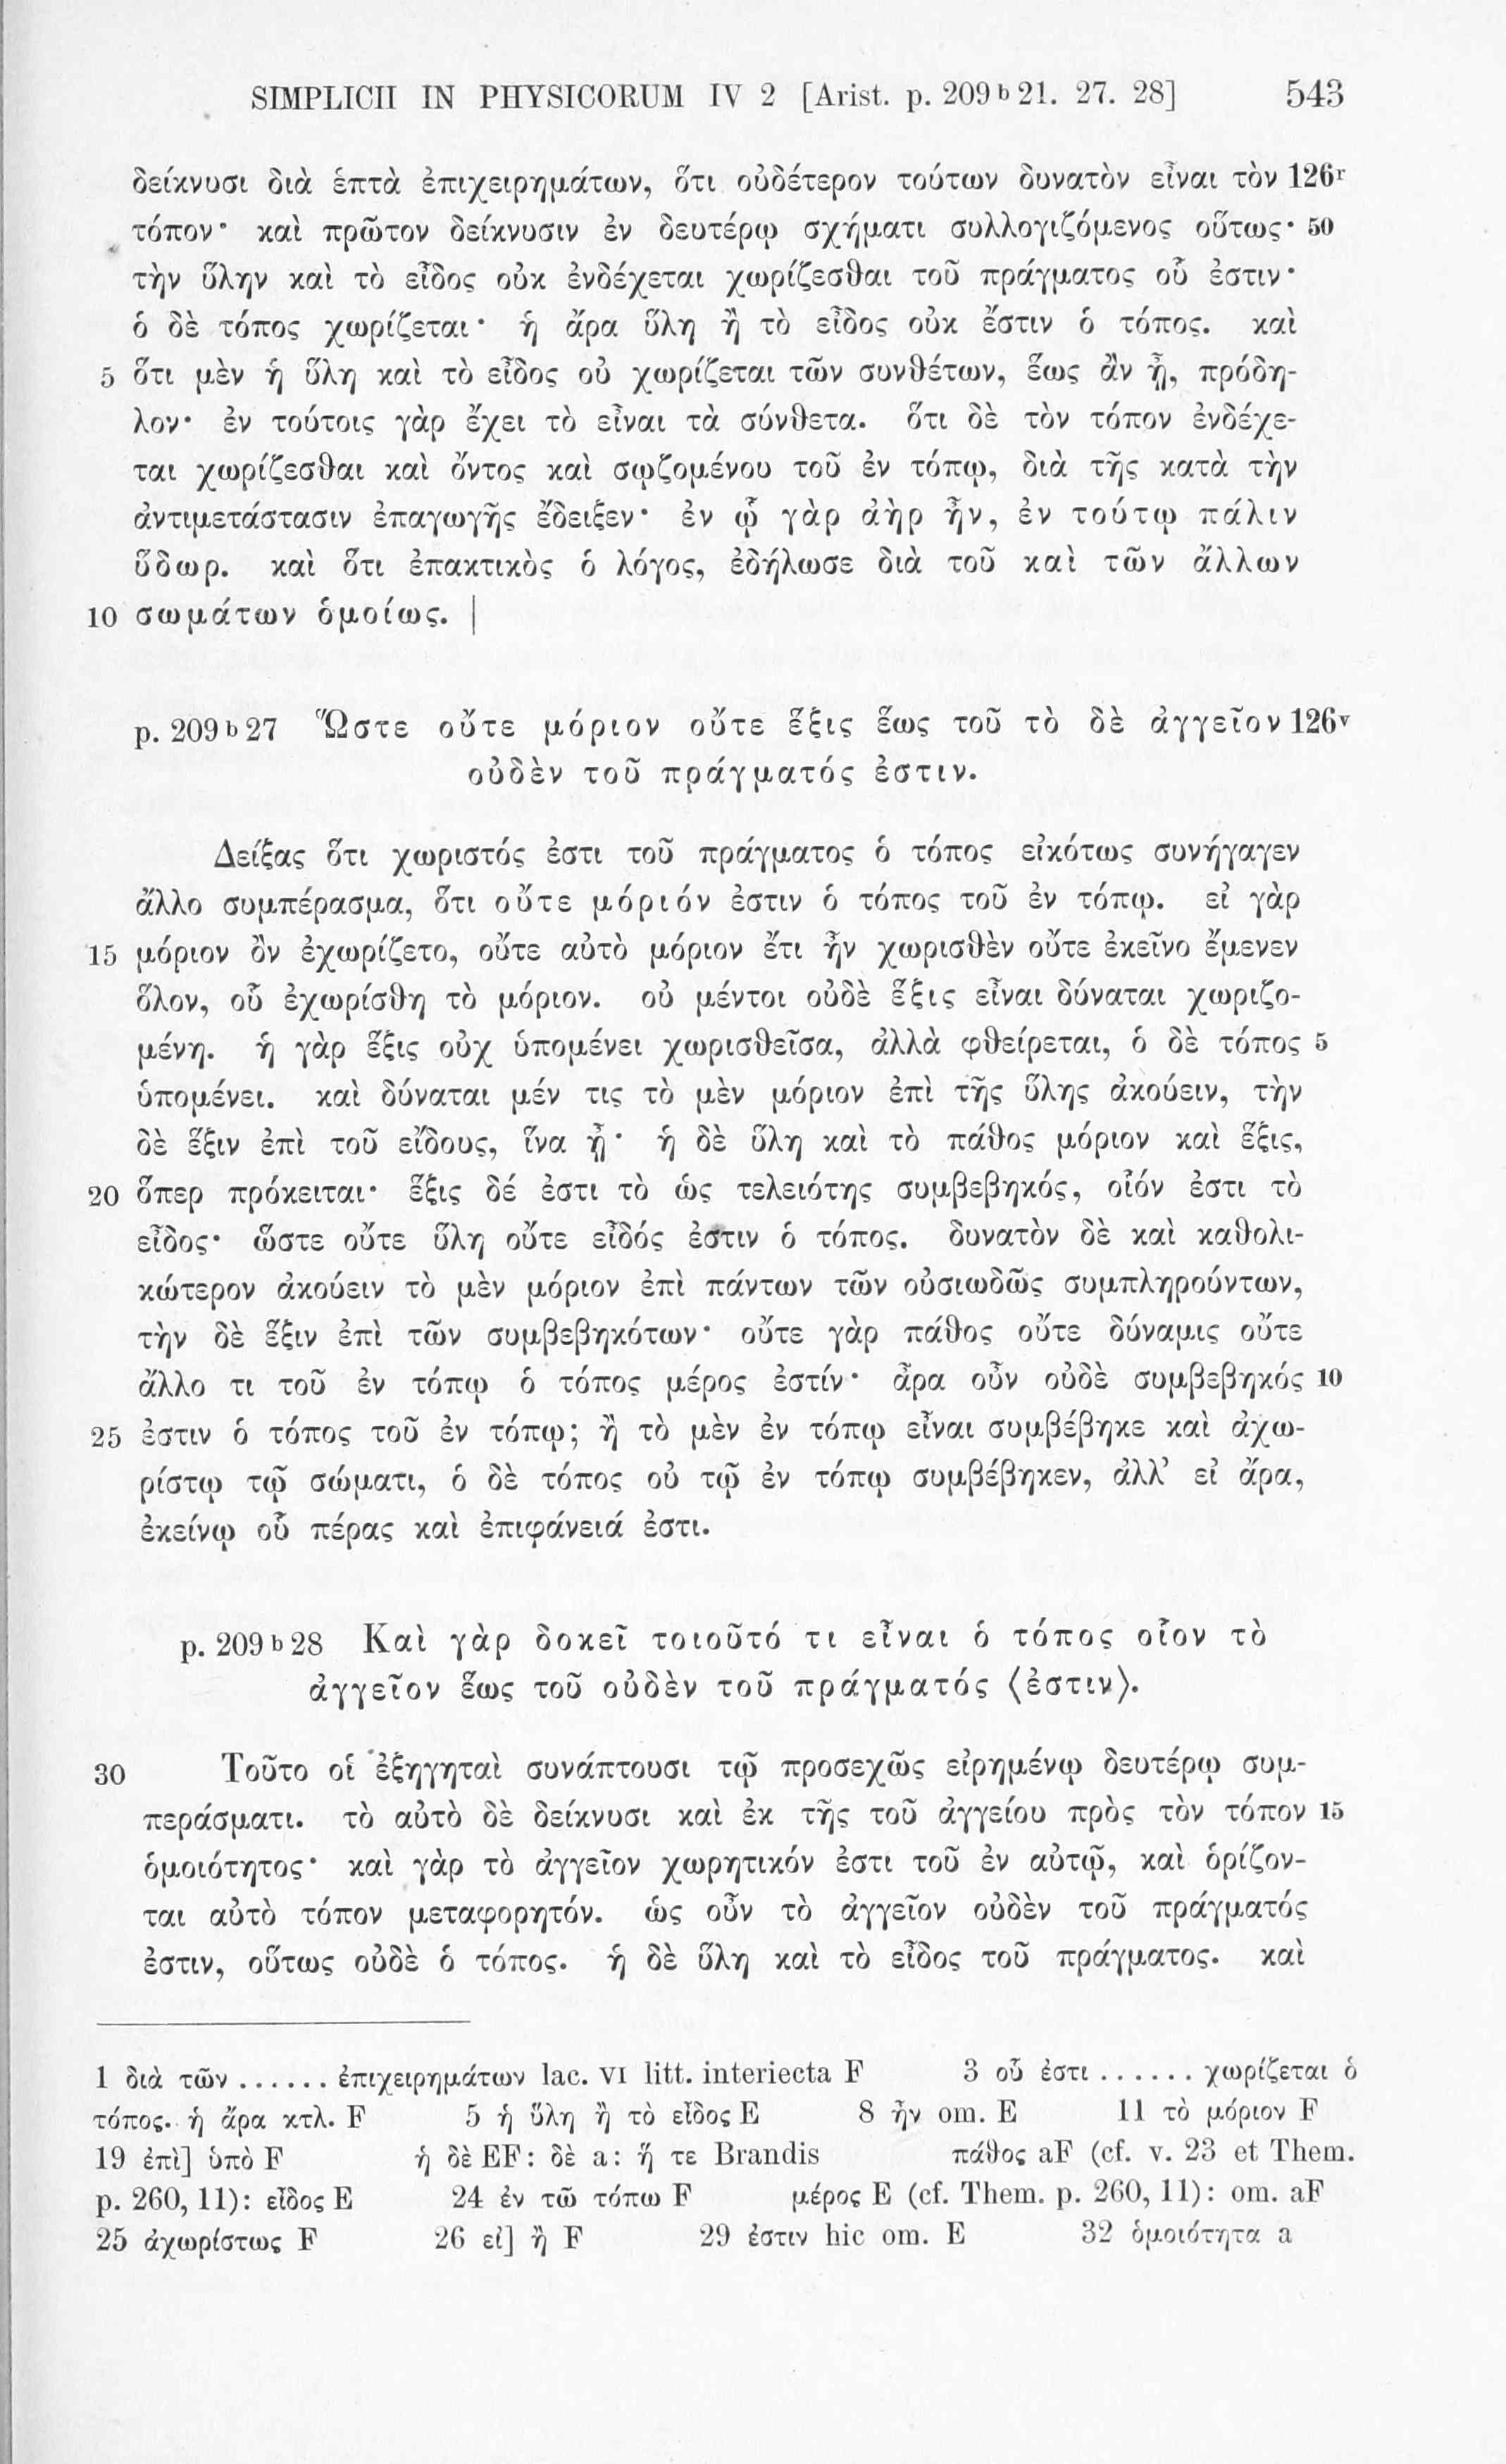 SIMPLICII IN PHYSICORUM IV 2 [Arist. p. 209 b 21. 27. 28] 543
δείκνυσι διὰ ἑπτὰ ἐπιχειρημάτων, ὅτι οὐδέτερον τούτων δυνατὸν εἶναι τὸν 126r
τόπον· καὶ πρῶτον δείκνυσιν ἐν δευτέρῳ σχήματι συλλογιζόμενος οὕτως· 50
τὴν ὕλην καὶ τὸ εἶδος οὐκ ἐνδέχεται χωρίζεσθαι τοῦ πράγματος οὗ ἐστιν·
ὁ δὲ τόπος χωρίζεται· ἡ ἄρα ὕλη ἢ τὸ εἶδος οὐκ ἔστιν ὁ τόπος. καὶ
5 ὅτι μὲν ἡ ὕλη καὶ τὸ εἶδος οὐ χωρίζεται τῶν συνθέτων, ἕως ἂν ᾖ, πρόδη-
λον· ἐν τούτοις γὰρ ἔχει τὸ εἶναι τὰ σύνθετα. ὅτι δὲ τὸν τόπον ἐνδέχε-
ται χωρίζεσθαι καὶ ὄντος καὶ σῳζομένου τοῦ ἐν τόπῳ, διὰ τῆς κατὰ τὴν
ἀντιμετάστασιν ἐπαγωγῆς ἔδειξεν· ἐν ᾧ γὰρ ἀὴρ ἦν, ἐν τούτῳ πάλιν
ὕδωρ. καὶ ὅτι ἐπακτικὸς ὁ λόγος, ἐδήλωσε διὰ τοῦ καὶ τῶν ἄλλων
10 σωμάτων ὁμοίως. |
p. 209 b 27 Ὥστε οὔτε μόριον οὔτε ἕξις ἕως τοῦ τὸ δὲ ἀγγεῖον 126v
οὐδὲν τοῦ πράγματός ἐστιν.
Δείξας ὅτι χωριστός ἐστι τοῦ πράγματος ὁ τόπος εἰκότως συνήγαγεν
ἄλλο συμπέρασμα, ὅτι οὔτε μόριόν ἐστιν ὁ τόπος τοῦ ἐν τόπῳ. εἰ γὰρ
15 μόριον ὂν ἐχωρίζετο, οὔτε αὐτὸ μόριον ἔτι ἦν χωρισθὲν οὔτε ἐκεῖνο ἔμενεν
ὅλον, οὗ ἐχωρίσθη τὸ μόριον. οὐ μέντοι οὐδὲ ἕξις εἶναι δύναται χωριζο-
μένη. ἡ γὰρ ἕξις οὐχ ὑπομένει χωρισθεῖσα, ἀλλὰ φθείρεται, ὁ δὲ τόπος 5
ὑπομένει. καὶ δύναται μέν τις τὸ μὲν μόριον ἐπὶ τῆς ὕλης ἀκούειν, τὴν
δὲ ἕξιν ἐπὶ τοῦ εἴδους, ἵνα ᾖ· ἡ δὲ ὕλη καὶ τὸ πάθος μόριον καὶ ἕξις,
20 ὅπερ πρόκειται· ἕξις δέ ἐστι τὸ ὡς τελειότης συμβεβηκός, οἷόν ἐστι τὸ
εἶδος· ὥστε οὔτε ὕλη οὔτε εἶδός ἐστιν ὁ τόπος. δυνατὸν δὲ καὶ καθολι-
κώτερον ἀκούειν τὸ μὲν μόριον ἐπὶ πάντων τῶν οὐσιωδῶς συμπληρούντων,
τὴν δὲ ἕξιν ἐπὶ τῶν συμβεβηκότων· οὔτε γὰρ πάθος οὔτε δύναμις οὔτε
ἄλλο τι τοῦ ἐν τόπῳ ὁ τόπος μέρος ἐστίν· ἆρα οὖν οὐδὲ συμβεβηκός 10
25 ἐστιν ὁ τόπος τοῦ ἐν τόπῳ; ἢ τὸ μὲν ἐν τόπῳ εἶναι συμβέβηκε καὶ ἀχω-
ρίστῳ τῷ σώματι, ὁ δὲ τόπος οὐ τῷ ἐν τόπῳ συμβέβηκεν, ἀλλ' εἰ ἄρα,
ἐκείνῳ οὗ πέρας καὶ ἐπιφάνειά ἐστι.
p. 209 b 28 Καὶ γὰρ δοκεῖ τοιοῦτό τι εἶναι ὁ τόπος οἷον τὸ
ἀγγεῖον ἕως τοῦ οὐδὲν τοῦ πράγματός ⟨ἐστιν⟩.
30 Τοῦτο οἱ ἐξηγηταὶ συνάπτουσι τῷ προσεχῶς εἰρημένῳ δευτέρῳ συμ-
περάσματι. τὸ αὐτὸ δὲ δείκνυσι καὶ ἐκ τῆς τοῦ ἀγγείου πρὸς τὸν τόπον 15
ὁμοιότητος· καὶ γὰρ τὸ ἀγγεῖον χωρητικόν ἐστι τοῦ ἐν αὐτῷ, καὶ ὁρίζον-
ται αὐτὸ τόπον μεταφορητόν. ὡς οὖν τὸ ἀγγεῖον οὐδὲν τοῦ πράγματός
ἐστιν, οὕτως οὐδὲ ὁ τόπος. ἡ δὲ ὕλη καὶ τὸ εἶδος τοῦ πράγματος. καὶ
1 διὰ τῶν ...... ἐπιχειρημάτων lac. VI litt. interiecta F 3 οὗ ἐστι ...... χωρίζεται ὁ
τόπος. ἡ ἄρα κτλ. F 5 ἡ ὕλη ἢ τὸ εἶδος E 8 ἦν om. E 11 τὸ μόριον F
19 ἐπὶ] ὑπὸ F ἡ δὲ EF: δὲ a: ἥ τε Brandis πάθος aF (cf. v. 23 et Them.
p. 260, 11): εἶδος E 24 ἐν τῶ τόπω F μέρος E (cf. Them. p. 260, 11): om. aF
25 ἀχωρίστως F 26 εἰ] ἢ F 29 ἐστιν hic om. E 32 ὁμοιότητα a